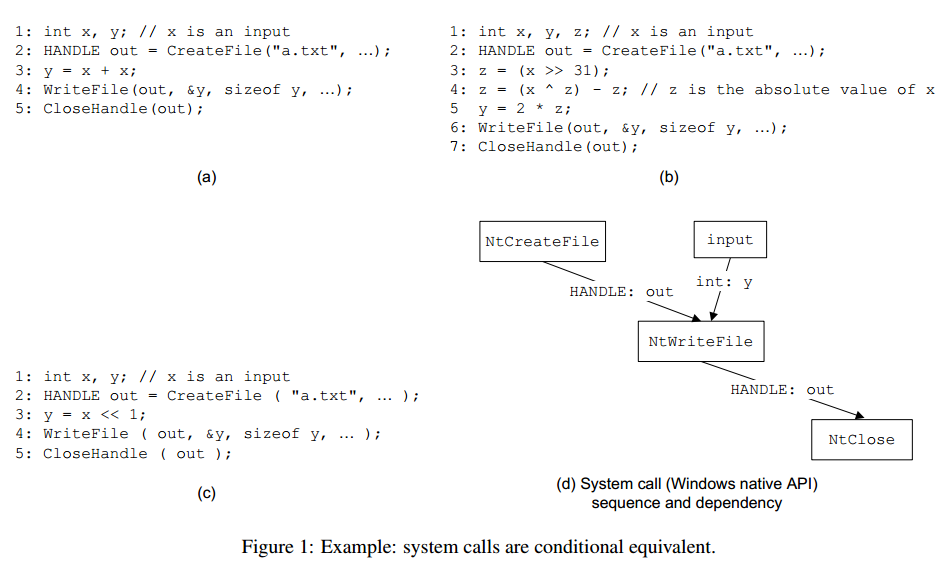 1: int x, y; // x is an input
2: HANDLE out = CreateFile("a.txt", …);
3: y = x + x;
4: WriteFile(out, &y, sizeof y, …);
5: CloseHandle(out);
(a)
1: int x, y, z; // x is an input
2: HANDLE out = CreateFile("a.txt", …);
3: z = (x >> 31);
4: z = (x ^ z) - z; // z is the absolute value of x
5  y = 2 * z;
6: WriteFile(out, &y, sizeof y, …);
7: CloseHandle(out);
(b)
1: int x, y; // x is an input
2: HANDLE out = CreateFile ( "a.txt", … );
3: y = x << 1;
4: WriteFile ( out, &y, sizeof y, … );
5: CloseHandle ( out );
(c)
NtCreateFile
input
int: y
HANDLE: out
NtWriteFile
HANDLE: out
NtClose
(d) System call (Windows native API)
sequence and dependency
Figure 1: Example: system calls are conditional equivalent.